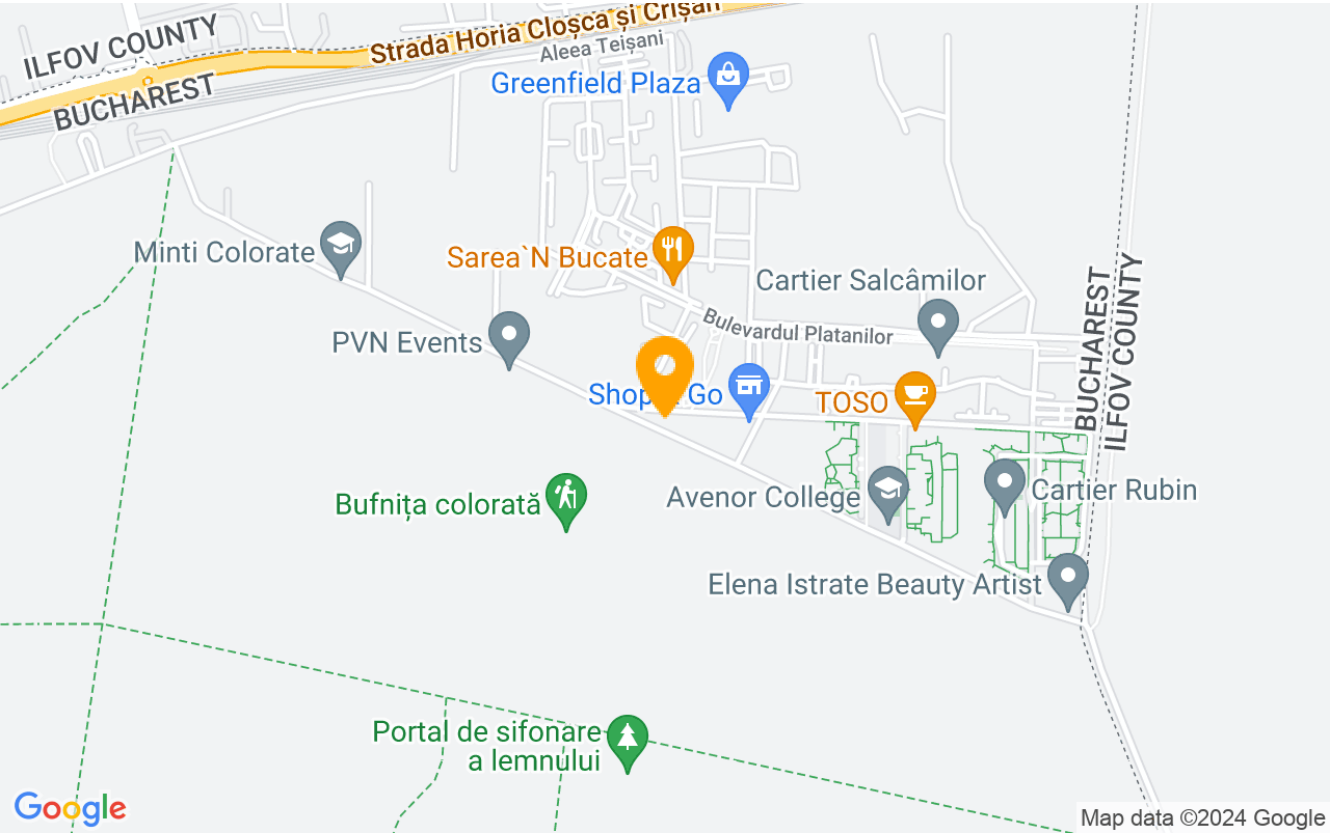 ILFOV COUNTY
BUCHAREST
Strada Horia Cloșca și Crișan
Aleea Teișani
Greenfield Plaza
Minti Colorate
Sarea`N Bucate
Cartier Salcâmilor
PVN Events
Bulevardul Platanilor
BUCHAREST
ILFOV COUNTY
Go
TOSO
Bufnița colorată
Avenor College
Cartier Rubin
Elena Istrate Beauty Artist
Portal de sifonare
a lemnului
Google
Map data ©2024 Google